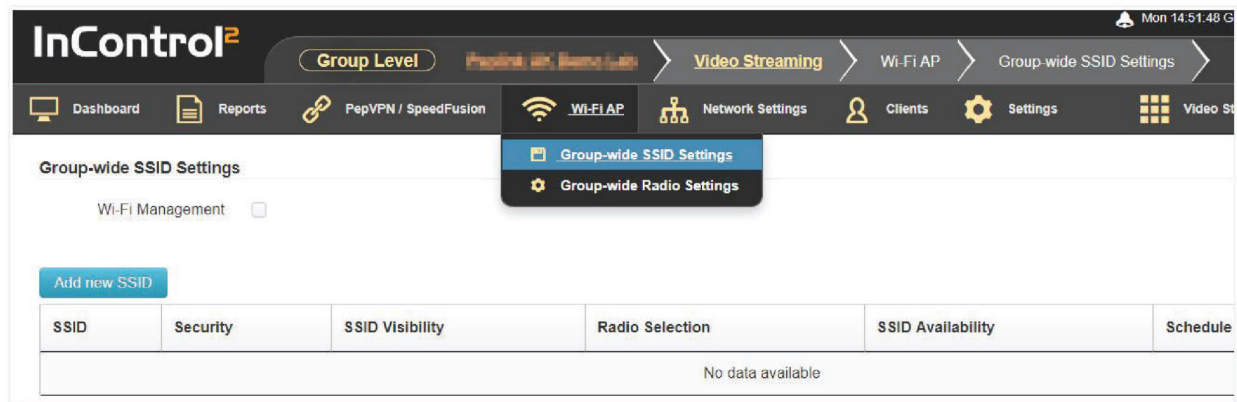 Mon 14:51:48 G
InControl2
Group Level
Video Streaming
Wi-Fi AP
Group-wide SSID Settings
Dashboard
Reports
PepVPN / SpeedFusion
Wi-Fi AP
Network Settings
Clients
Settings
Video St
Group-wide SSID Settings
Group-wide Radio Settings
Group-wide SSID Settings
Wi-Fi Management
Add new SSID
SSID Security SSID Visibility Radio Selection SSID Availability Schedule
No data available